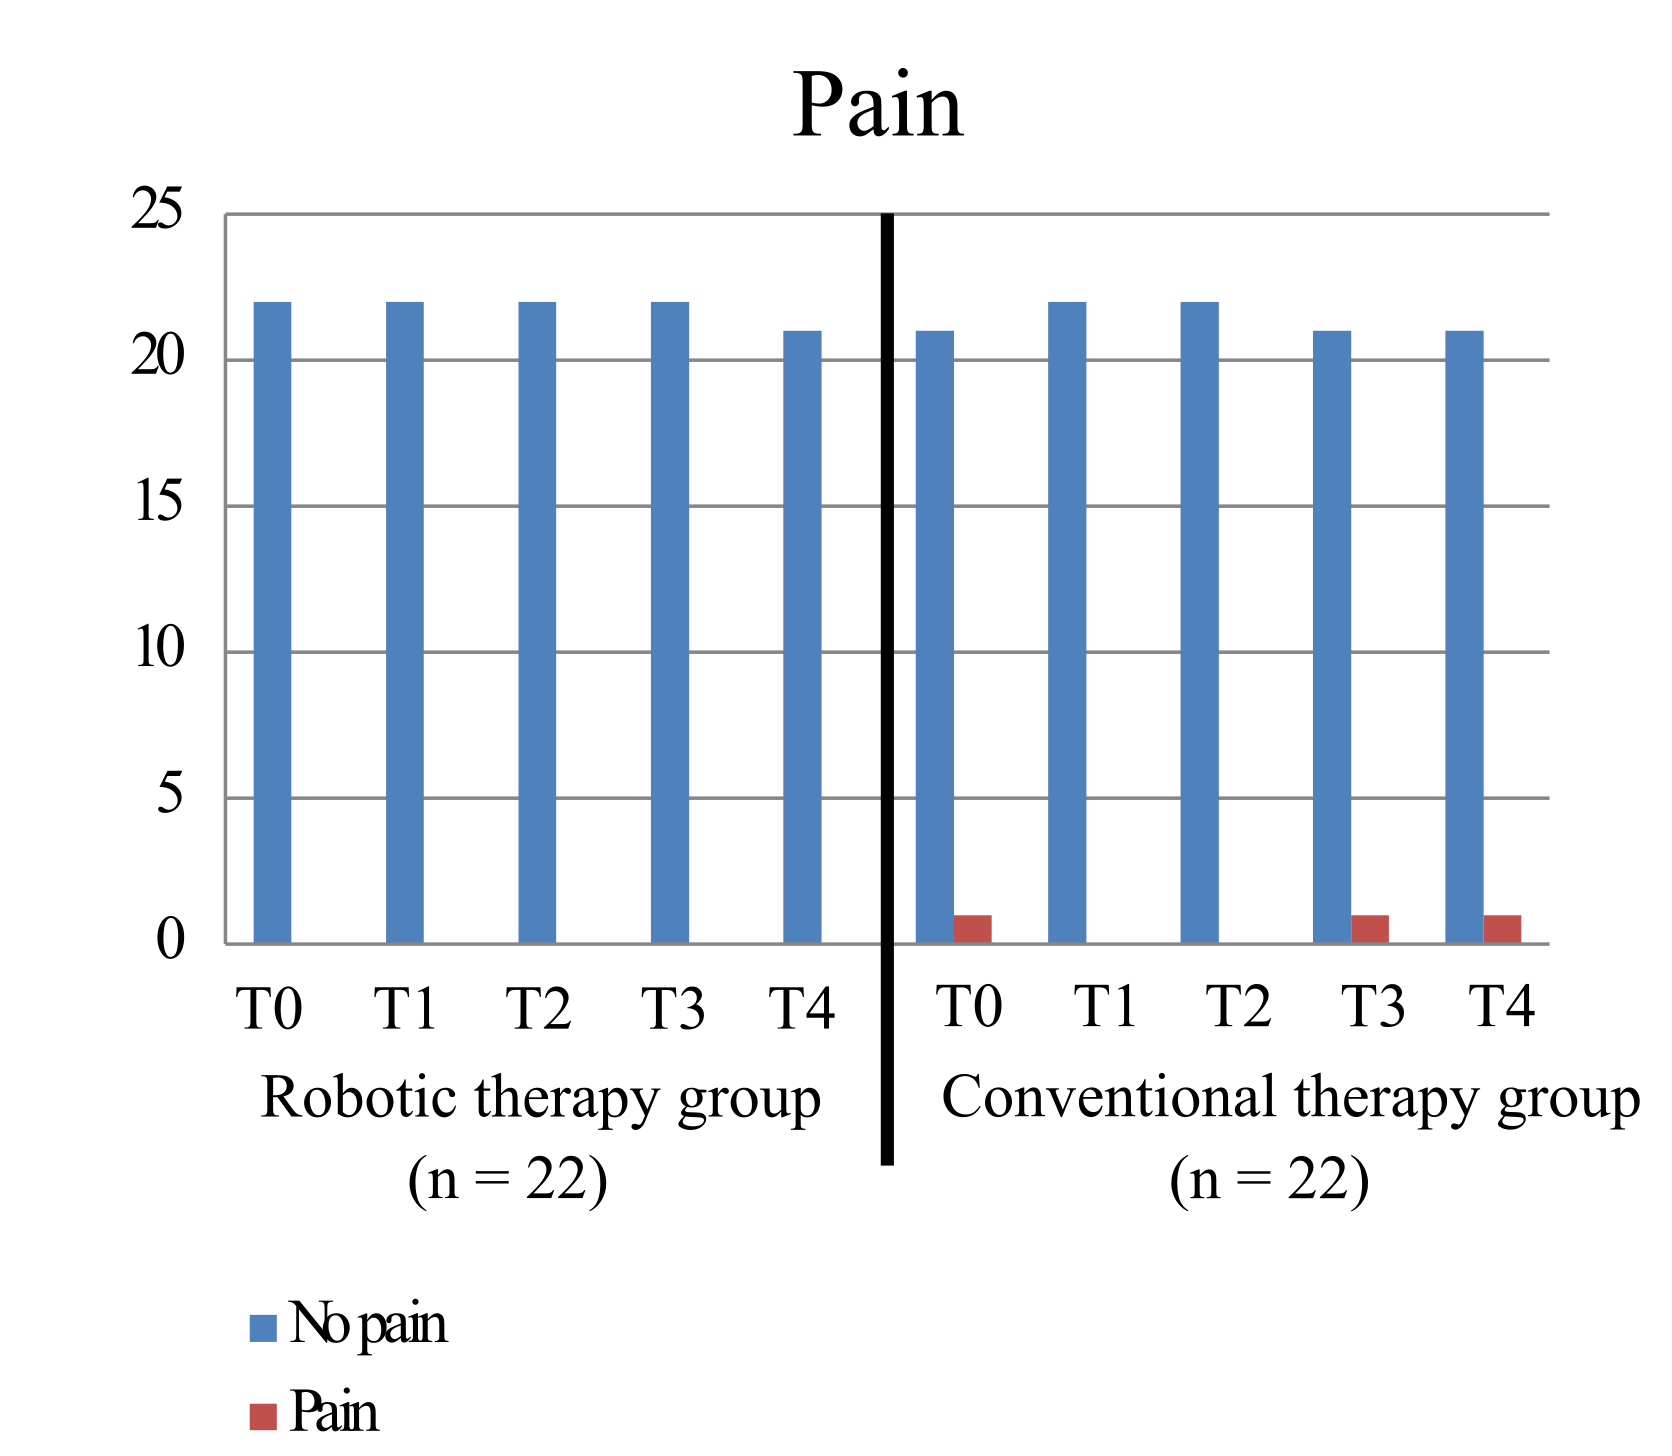 Pain
25
20
15
10
5
0
T0 T1 T2 T3 T4 T0 T1 T2 T3 T4
Robotic therapy group
(n = 22)
Conventional therapy group
(n = 22)
No pain
Pain